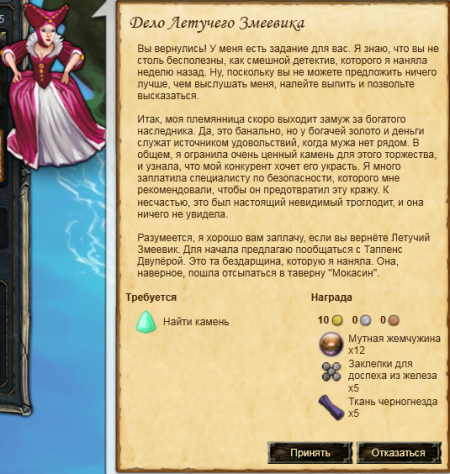 5
Дело Летучего Змеевика
Вы вернулись! У меня есть задание для вас. Я знаю, что вы не
столь бесполезны, как смешной детектив, которого я наняла
неделю назад. Ну, поскольку вы не можете предложить ничего
лучше, чем выслушать меня, налейте выпить и позвольте
высказаться.
Итак, моя племянница скоро выходит замуж за богатого
наследника. Да, это банально, но у богачей золото и деньги
служат источником удовольствий, когда мужа нет рядом. В
общем, я огранила очень ценный камень для этого торжества,
и узнала, что мой конкурент хочет его украсть. Я много
заплатила специалисту по безопасности, которого мне
рекомендовали, чтобы он предотвратил эту кражу. К
несчастью, это был настоящий невидимый троглодит, и она
ничего не увидела.
Разумеется, я хорошо вам заплачу, если вы вернёте Летучий
Змеевик. Для начала предлагаю пообщаться с Таппенс
Двупёрой. Это та бездарщина, которую я наняла. Она,
наверное, пошла отсыпаться в таверну "Мокасин".
Требуется
Найти камень
Награда
10 0 0
Мутная жемчужина
x12
Заклепки для
доспеха из железа
x5
Ткань черногнезда
x5
Принять Отказаться